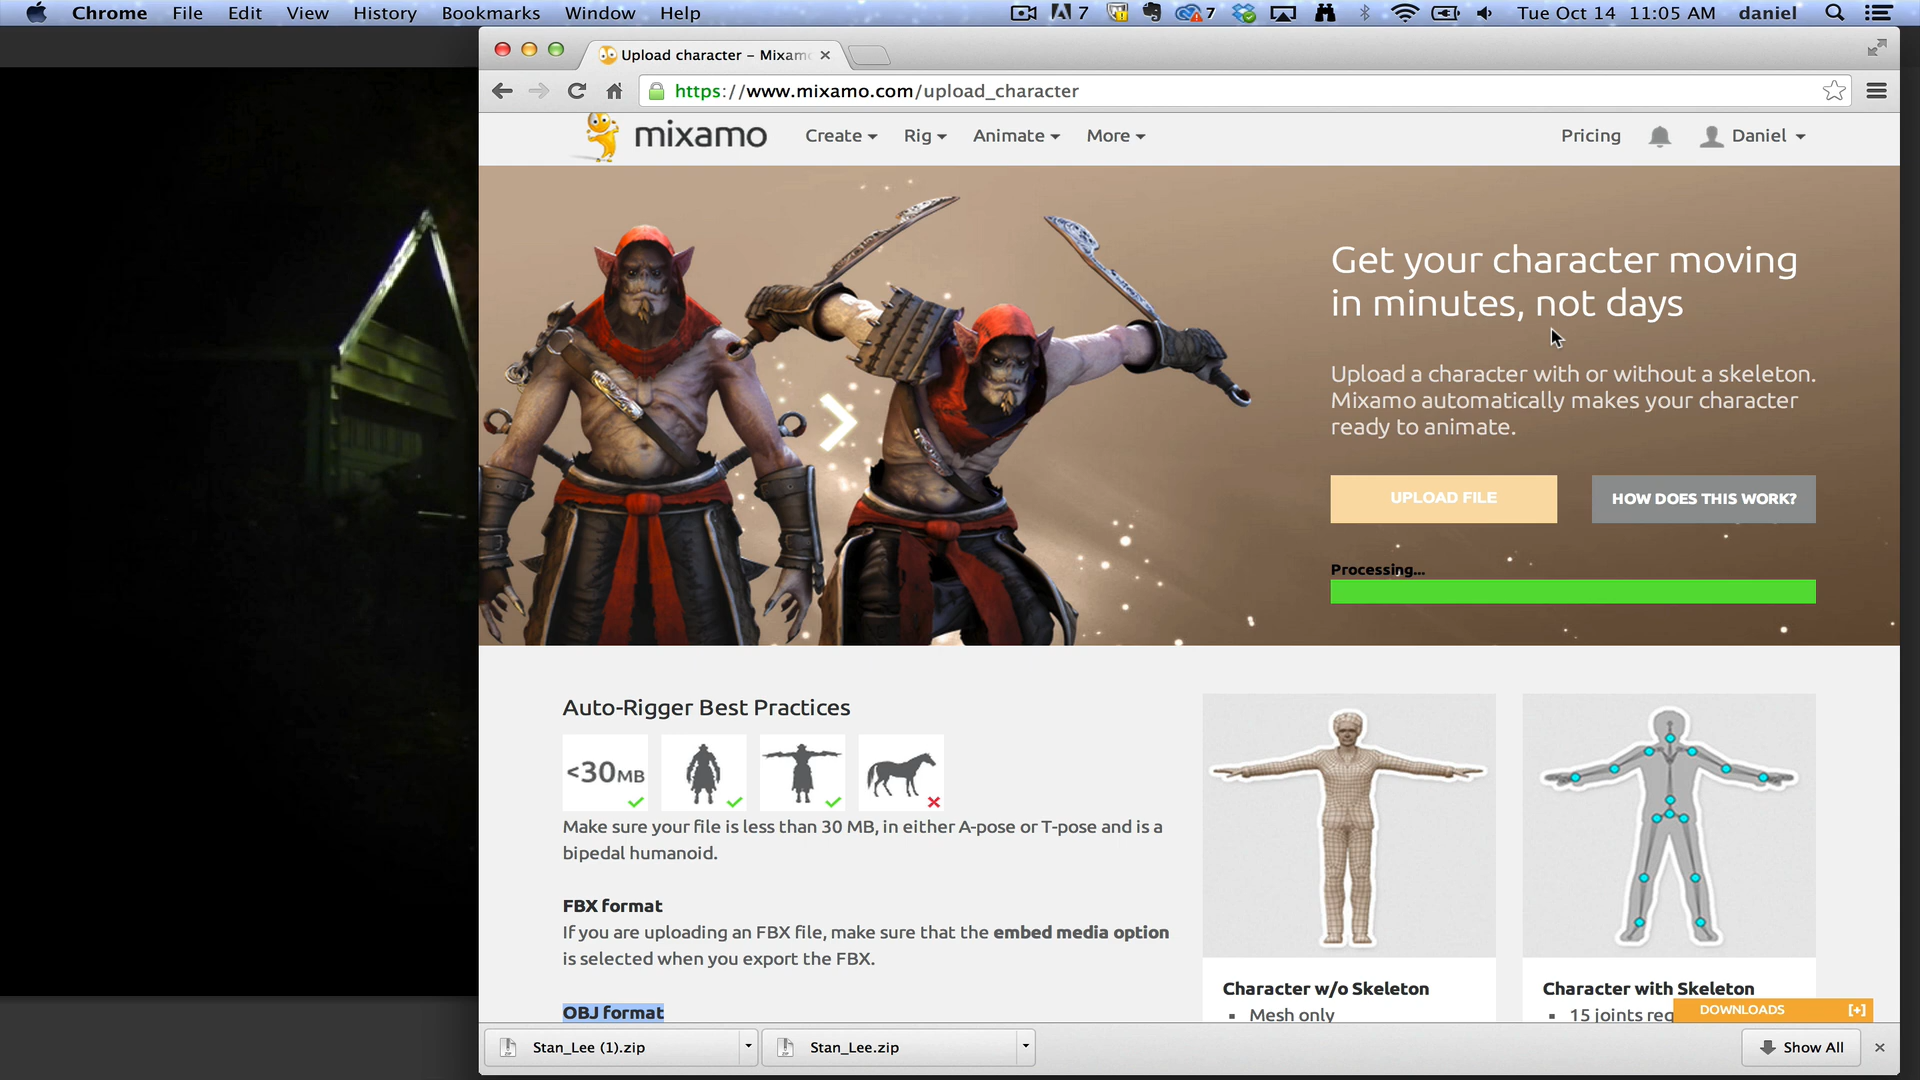 Chrome File Edit View History Bookmarks Window Help 7 7 Tue Oct 14 11:05 AM daniel
Upload character – Mixamo
https://www.mixamo.com/upload_character
mixamo Create Rig Animate More Pricing Daniel
Get your character moving
in minutes, not days
Upload a character with or without a skeleton.
Mixamo automatically makes your character
ready to animate.
UPLOAD FILE HOW DOES THIS WORK?
Processing...
Auto-Rigger Best Practices
<30MB
Make sure your file is less than 30 MB, in either A-pose or T-pose and is a
bipedal humanoid.
FBX format
If you are uploading an FBX file, make sure that the embed media option
is selected when you export the FBX.
OBJ format
Character w/o Skeleton
Mesh only
Character with Skeleton
15 joints req
DOWNLOADS [+]
Stan_Lee (1).zip Stan_Lee.zip Show All